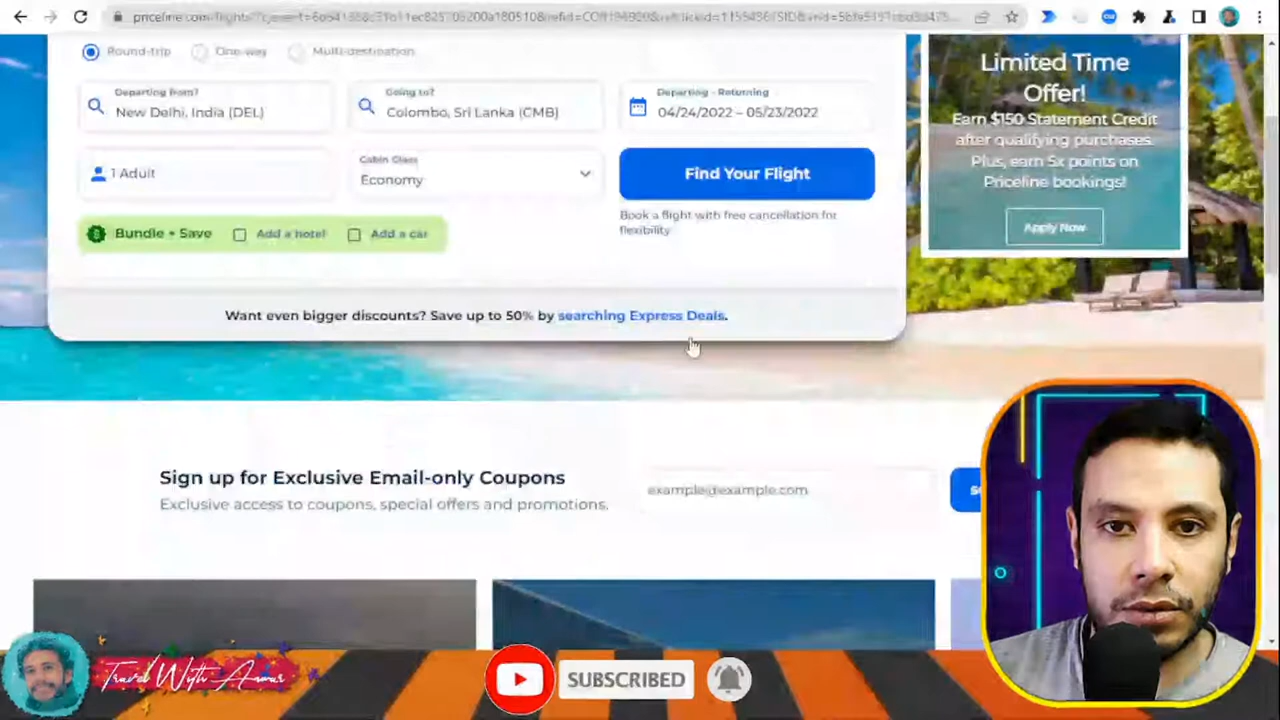 Round-trip One-way Multi-destination
Departing from?
New Delhi, India (DEL)
Going to?
Colombo, Sri Lanka (CMB)
Departing - Returning
04/24/2022 – 05/23/2022
1 Adult
Cabin Class
Economy
Find Your Flight
Book a flight with free cancellation for
flexibility
Bundle + Save Add a hotel Add a car
Want even bigger discounts? Save up to 50% by searching Express Deals.
Limited Time
Offer!
Earn $150 Statement Credit
after qualifying purchases.
Plus, earn 5x points on
Priceline bookings!
Apply Now
Sign up for Exclusive Email-only Coupons
Exclusive access to coupons, special offers and promotions.
example@example.com
Travel With Anour
SUBSCRIBED